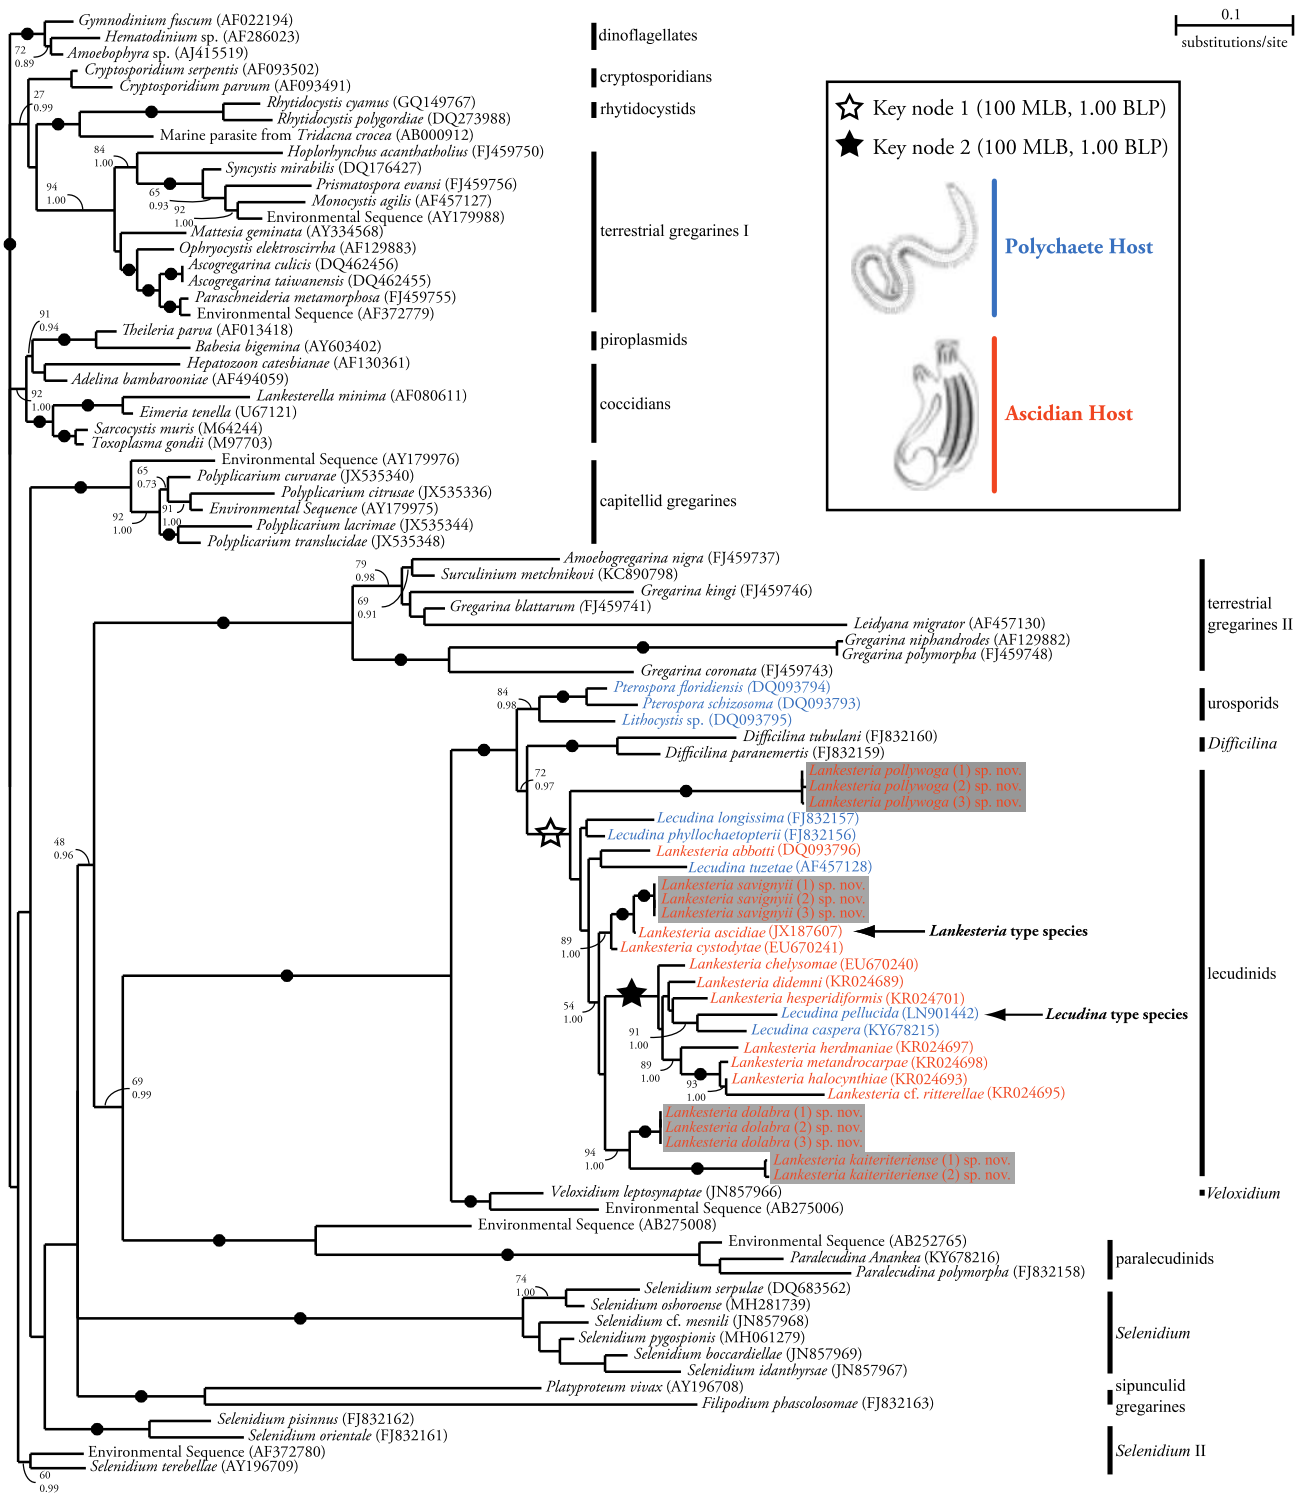 Gymnodinium fuscum (AF022194)
Hematodinium sp. (AF286023)
72
0.89
Amoebophyra sp. (AJ415519)
dinoflagellates
Cryptosporidium serpentis (AF093502)
Cryptosporidium parvum (AF093491)
cryptosporidians
27
0.99
Rhytidocystis cyamus (GQ149767)
Rhytidocystis polygordiae (DQ273988)
Marine parasite from Tridacna crocea (AB000912)
rhytidocystids
84
1.00
Hoplorhynchus acanthatholius (FJ459750)
Syncystis mirabilis (DQ176427)
94
1.00
65
0.93
Prismatospora evansi (FJ459756)
Monocystis agilis (AF457127)
92
1.00
Environmental Sequence (AY179988)
Mattesia geminata (AY334568)
Ophryocystis elektroscirrha (AF129883)
Ascogregarina culicis (DQ462456)
Ascogregarina taiwanensis (DQ462455)
Paraschneideria metamorphosa (FJ459755)
Environmental Sequence (AF372779)
terrestrial gregarines I
91
0.94
Theileria parva (AF013418)
Babesia bigemina (AY603402)
piroplasmids
Hepatozoon catesbianae (AF130361)
Adelina bambarooniae (AF494059)
92
1.00
Lankesterella minima (AF080611)
Eimeria tenella (U67121)
Sarcocystis muris (M64244)
Toxoplasma gondii (M97703)
coccidians
Environmental Sequence (AY179976)
65
0.73
Polyplicarium curvarae (JX535340)
Polyplicarium citrusae (JX535336)
91
1.00
Environmental Sequence (AY179975)
92
1.00
Polyplicarium lacrimae (JX535344)
Polyplicarium translucidae (JX535348)
capitellid gregarines
0.1
substitutions/site
Key node 1 (100 MLB, 1.00 BLP)
Key node 2 (100 MLB, 1.00 BLP)
Polychaete Host
Ascidian Host
79
0.98
Amoebogregarina nigra (FJ459737)
Surculinium metchnikovi (KC890798)
69
0.91
Gregarina kingi (FJ459746)
Gregarina blattarum (FJ459741)
Leidyana migrator (AF457130)
Gregarina niphandrodes (AF129882)
Gregarina polymorpha (FJ459748)
Gregarina coronata (FJ459743)
terrestrial
gregarines II
84
0.98
Pterospora floridiensis (DQ093794)
Pterospora schizosoma (DQ093793)
Lithocystis sp. (DQ093795)
urosporids
Difficilina tubulani (FJ832160)
Difficilina paranemertis (FJ832159)
Difficilina
72
0.97
Lankesteria pollywoga (1) sp. nov.
Lankesteria pollywoga (2) sp. nov.
Lankesteria pollywoga (3) sp. nov.
Lecudina longissima (FJ832157)
Lecudina phyllochaetopterii (FJ832156)
Lankesteria abbotti (DQ093796)
Lecudina tuzetae (AF457128)
48
0.96
Lankesteria savignyii (1) sp. nov.
Lankesteria savignyii (2) sp. nov.
Lankesteria savignyii (3) sp. nov.
89
1.00
Lankesteria ascidiae (JX187607)
Lankesteria type species
Lankesteria cystodytae (EU670241)
Lankesteria chelysomae (EU670240)
Lankesteria didemni (KR024689)
Lankesteria hesperidiformis (KR024701)
54
1.00
Lecudina pellucida (LN901442)
Lecudina type species
91
1.00
Lecudina caspera (KY678215)
Lankesteria herdmaniae (KR024697)
89
1.00
Lankesteria metandrocarpae (KR024698)
Lankesteria halocynthiae (KR024693)
93
1.00
Lankesteria cf. ritterellae (KR024695)
lecudinids
69
0.99
Lankesteria dolabra (1) sp. nov.
Lankesteria dolabra (2) sp. nov.
Lankesteria dolabra (3) sp. nov.
94
1.00
Lankesteria kaiteriteriense (1) sp. nov.
Lankesteria kaiteriteriense (2) sp. nov.
Veloxidium leptosynaptae (JN857966)
Environmental Sequence (AB275006)
Veloxidium
Environmental Sequence (AB275008)
Environmental Sequence (AB252765)
Paralecudina Anankea (KY678216)
Paralecudina polymorpha (FJ832158)
paralecudinids
74
1.00
Selenidium serpulae (DQ683562)
Selenidium oshoroense (MH281739)
Selenidium cf. mesnili (JN857968)
Selenidium pygospionis (MH061279)
Selenidium boccardiellae (JN857969)
Selenidium idanthyrsae (JN857967)
Selenidium
Platyproteum vivax (AY196708)
Filipodium phascolosomae (FJ832163)
sipunculid
gregarines
Selenidium pisinnus (FJ832162)
Selenidium orientale (FJ832161)
Environmental Sequence (AF372780)
Selenidium terebellae (AY196709)
60
0.99
Selenidium II